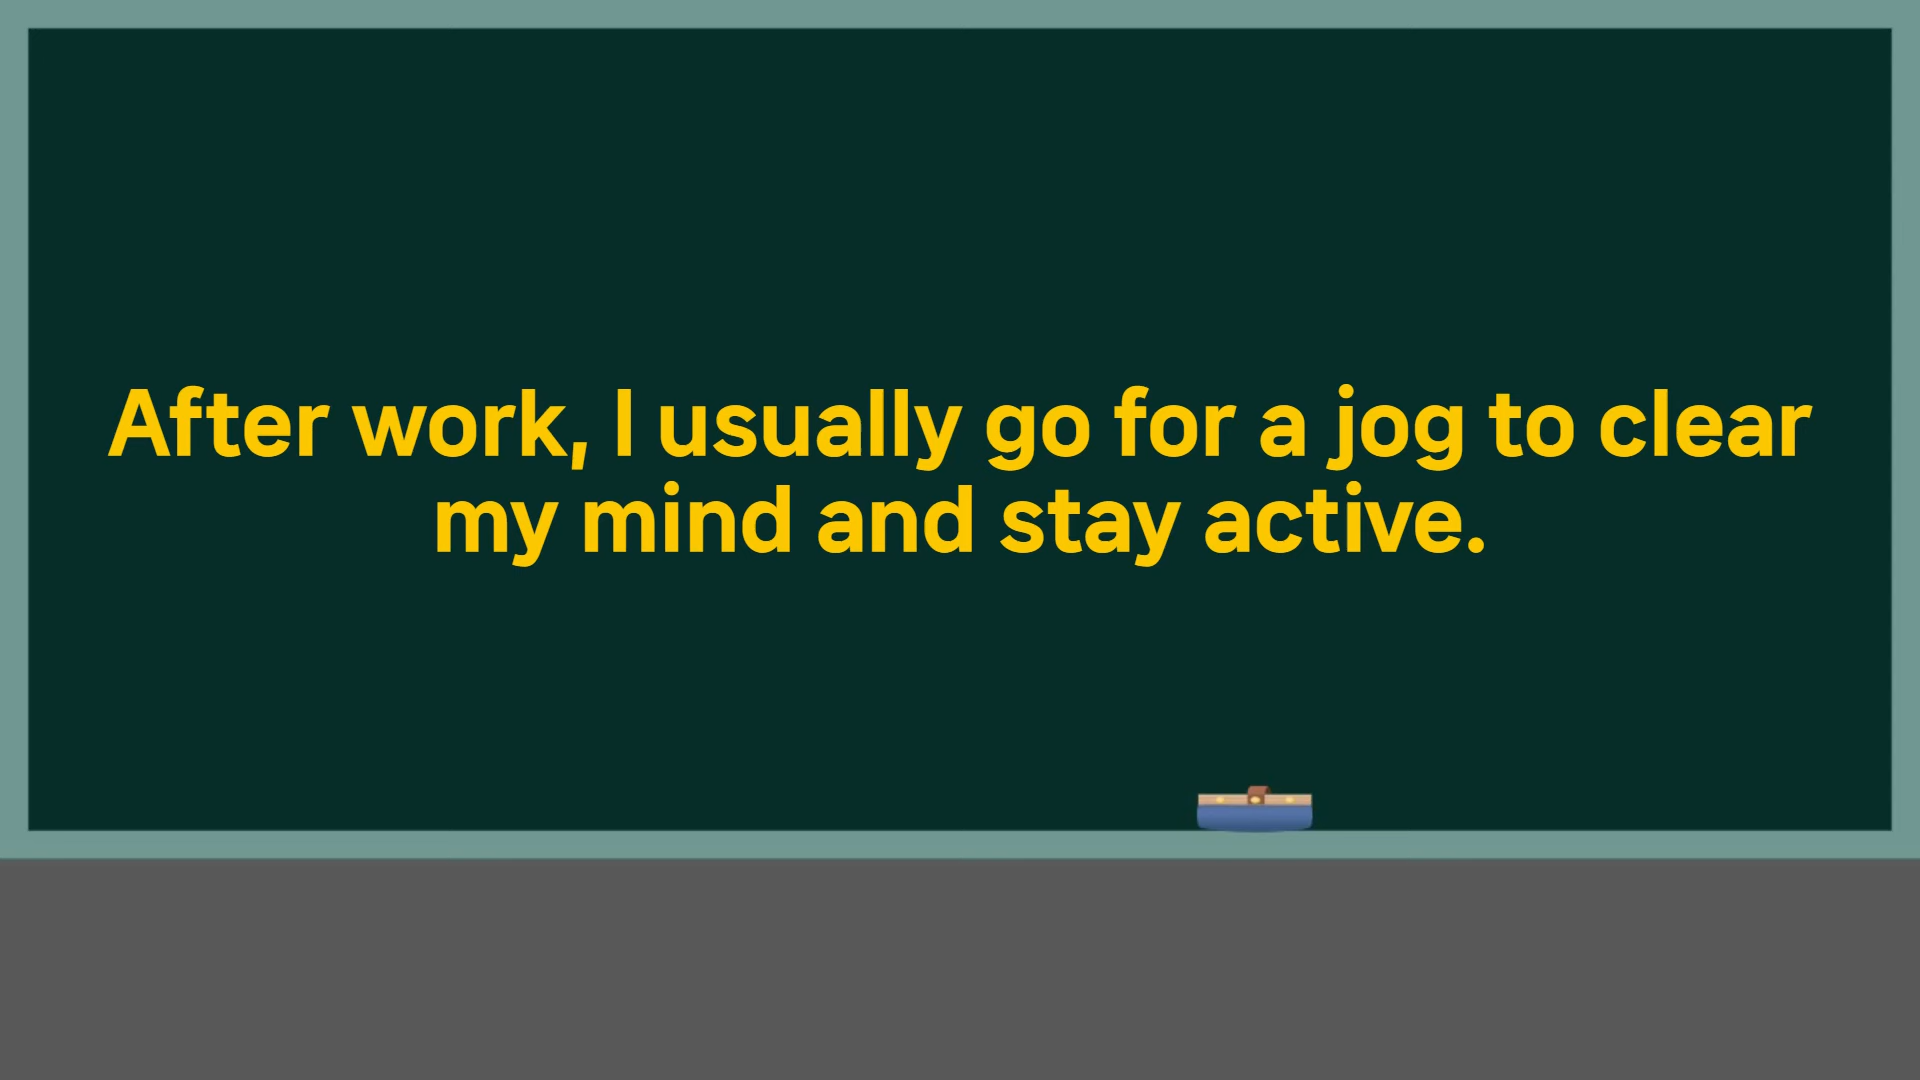 After work, I usually go for a jog to clear
my mind and stay active.